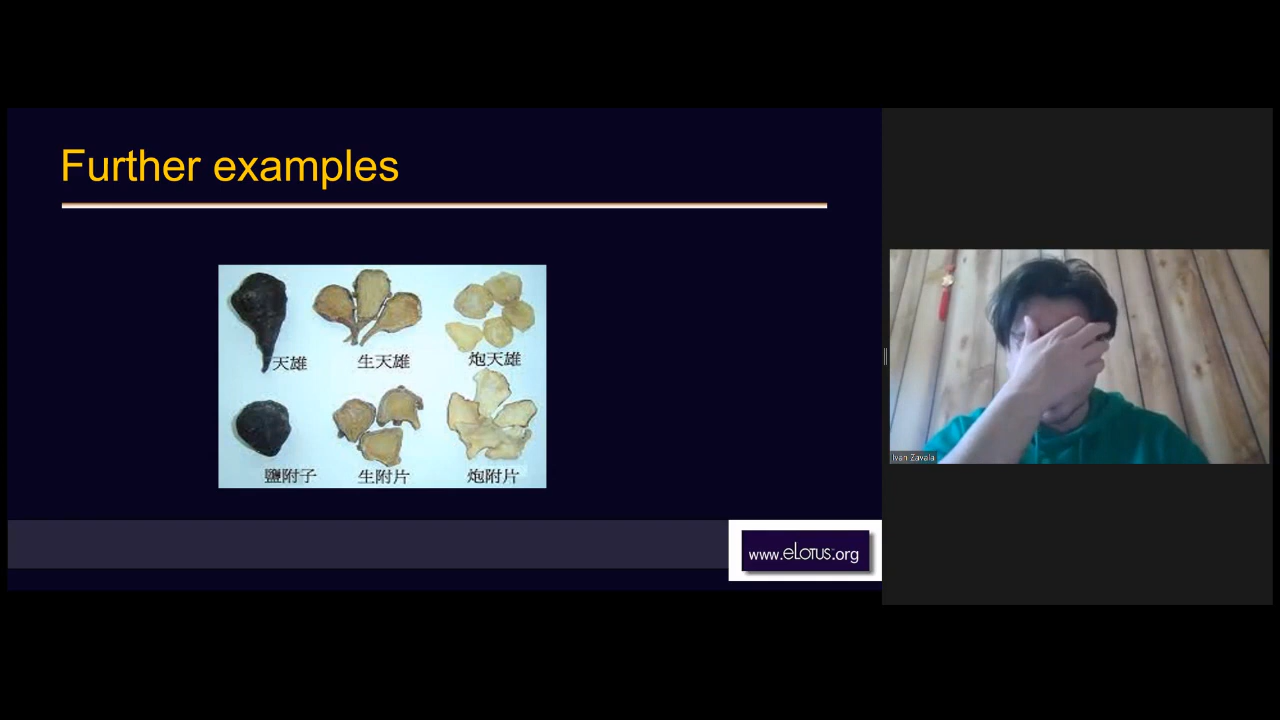 Further examples
天雄
生天雄
炮天雄
鹽附子
生附片
炮附片
www.eLotus.org
Ivan Zavala